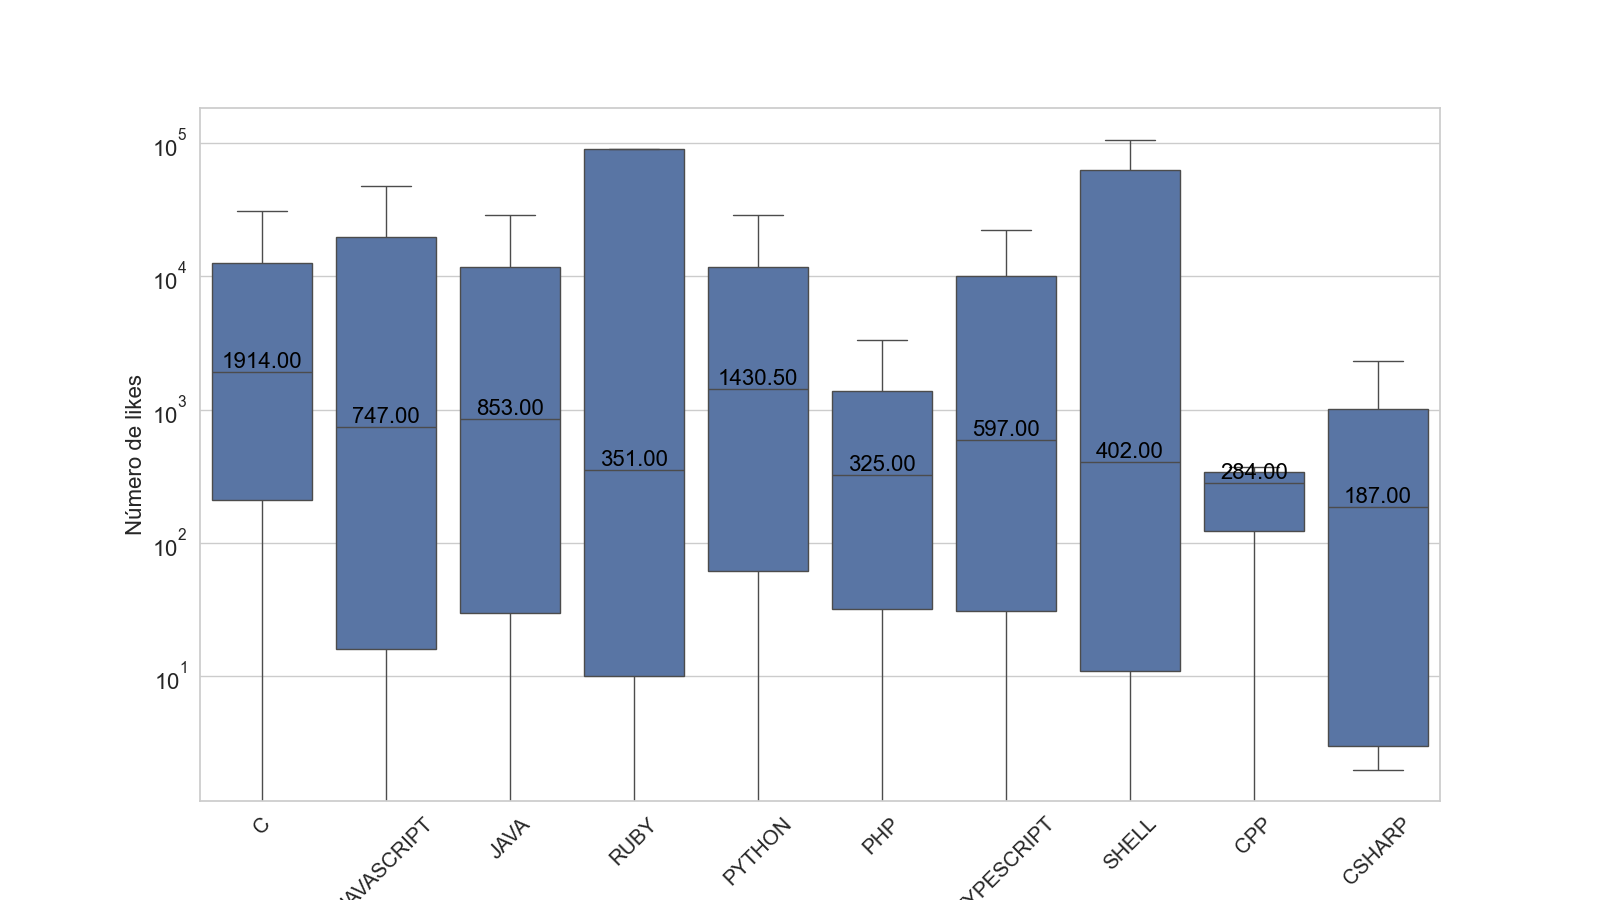 Número de likes
10^5
10^4
10^3
10^2
10^1
1914.00
747.00
853.00
351.00
1430.50
325.00
597.00
402.00
284.00
187.00
C
JAVASCRIPT
JAVA
RUBY
PYTHON
PHP
TYPESCRIPT
SHELL
CPP
CSHARP